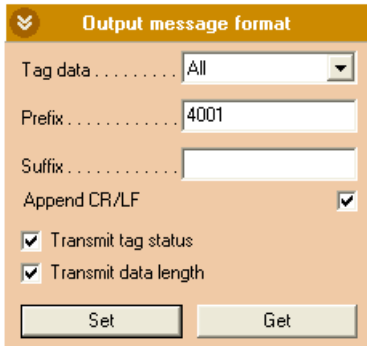 Output message format
Tag data . . . . . . . . . All
Prefix . . . . . . . . . . . . 4001
Suffix . . . . . . . . . . . .
Append CR/LF
Transmit tag status
Transmit data length
Set Get